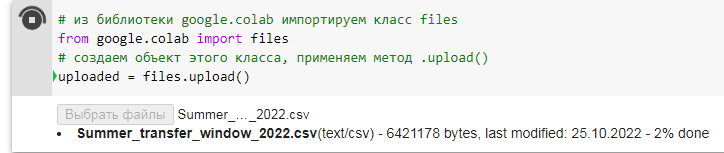 # из библиотеки google.colab импортируем класс files
from google.colab import files
# создаем объект этого класса, применяем метод .upload()
uploaded = files.upload()
Выбрать файлы Summer_..._2022.csv
Summer_transfer_window_2022.csv(text/csv) - 6421178 bytes, last modified: 25.10.2022 - 2% done